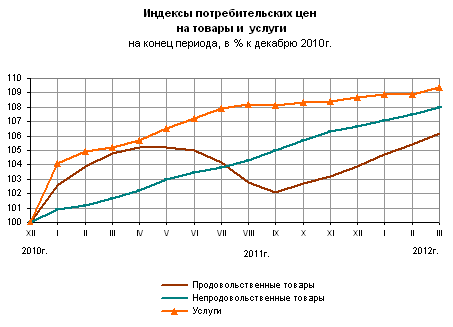 Индексы потребительских цен
на товары и услуги
на конец периода, в % к декабрю 2010г.
110
109
108
107
106
105
104
103
102
101
100
XII I II III IV V VI VII VIII IX X XI XII I II III
2010г. 2011г. 2012г.
Продовольственные товары
Непродовольственные товары
Услуги